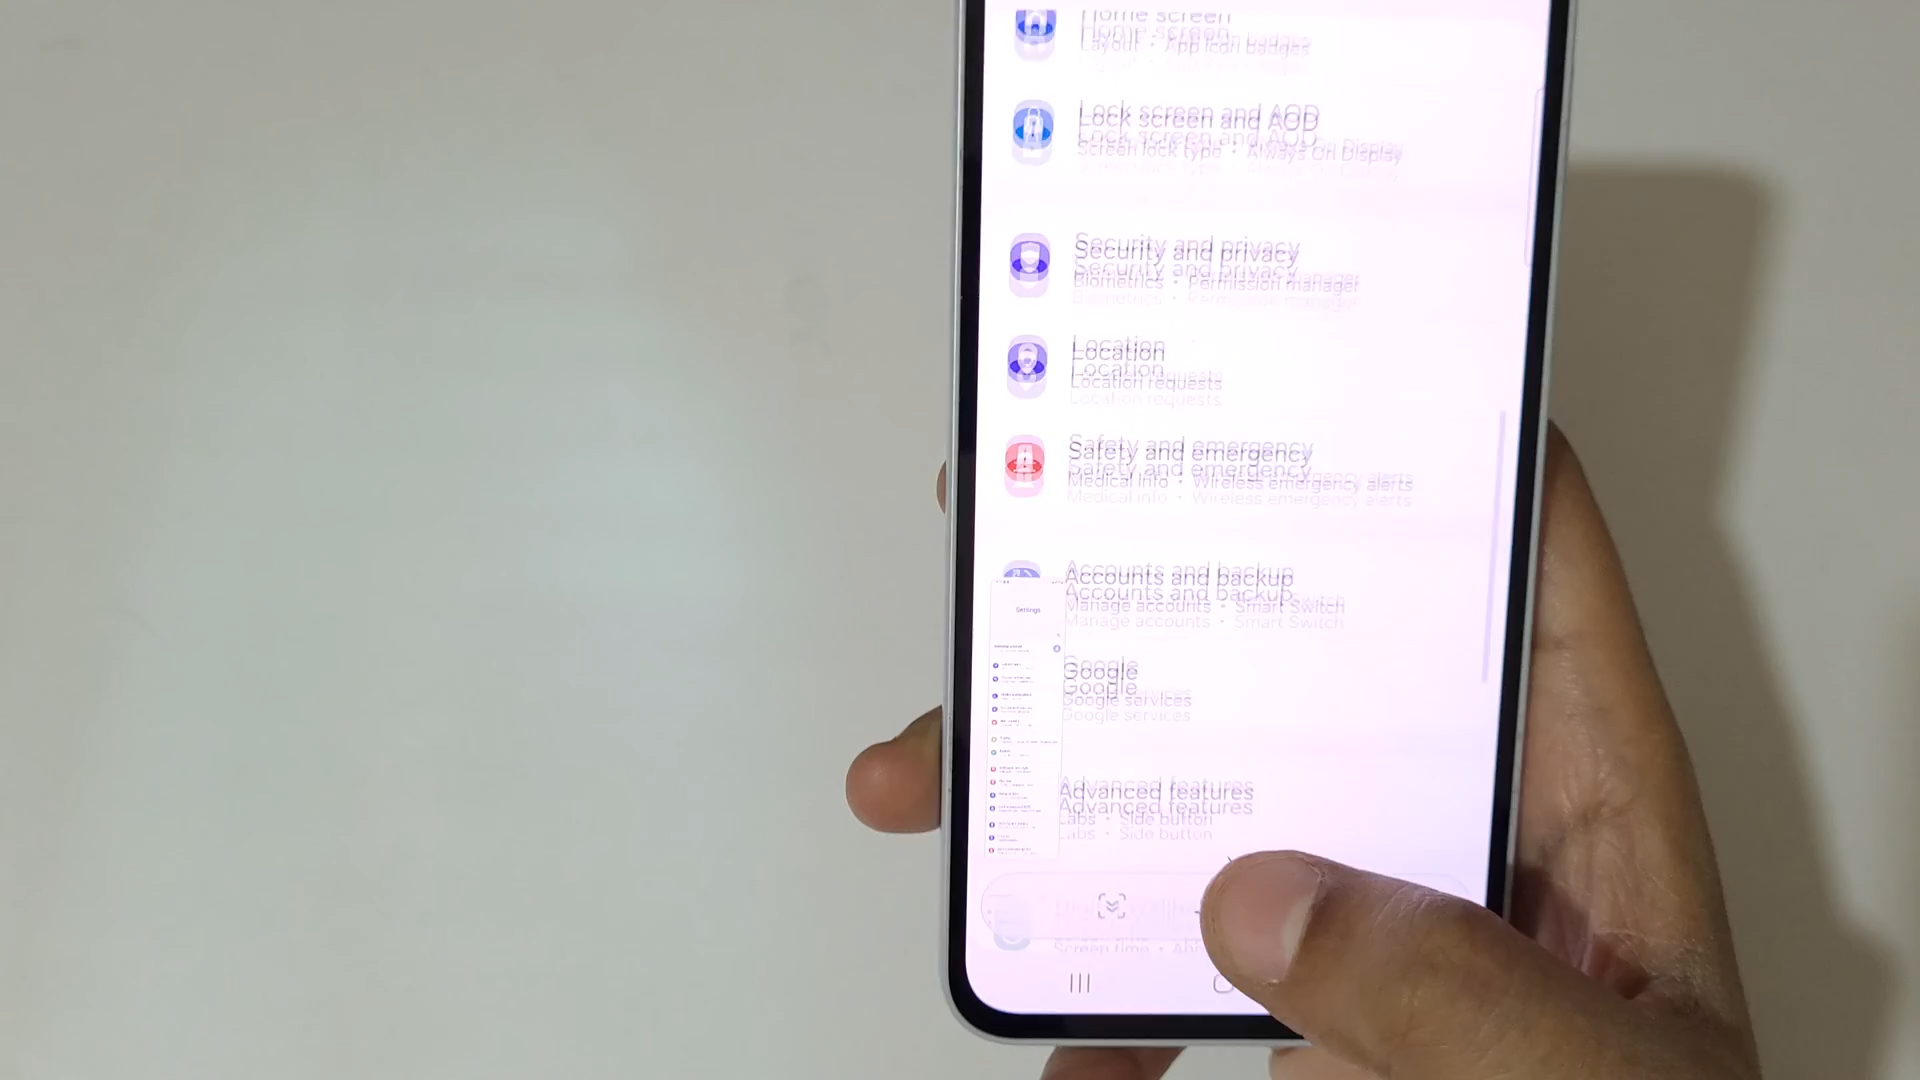 Home screen
Layout • App icon badges
Lock screen and AOD
Screen lock type • Always On Display
Security and privacy
Biometrics • Permission manager
Location
Location requests
Safety and emergency
Medical info • Wireless emergency alerts
Accounts and backup
Manage accounts • Smart Switch
Settings
Google
Google services
Advanced features
Labs • Side button
Screen time •